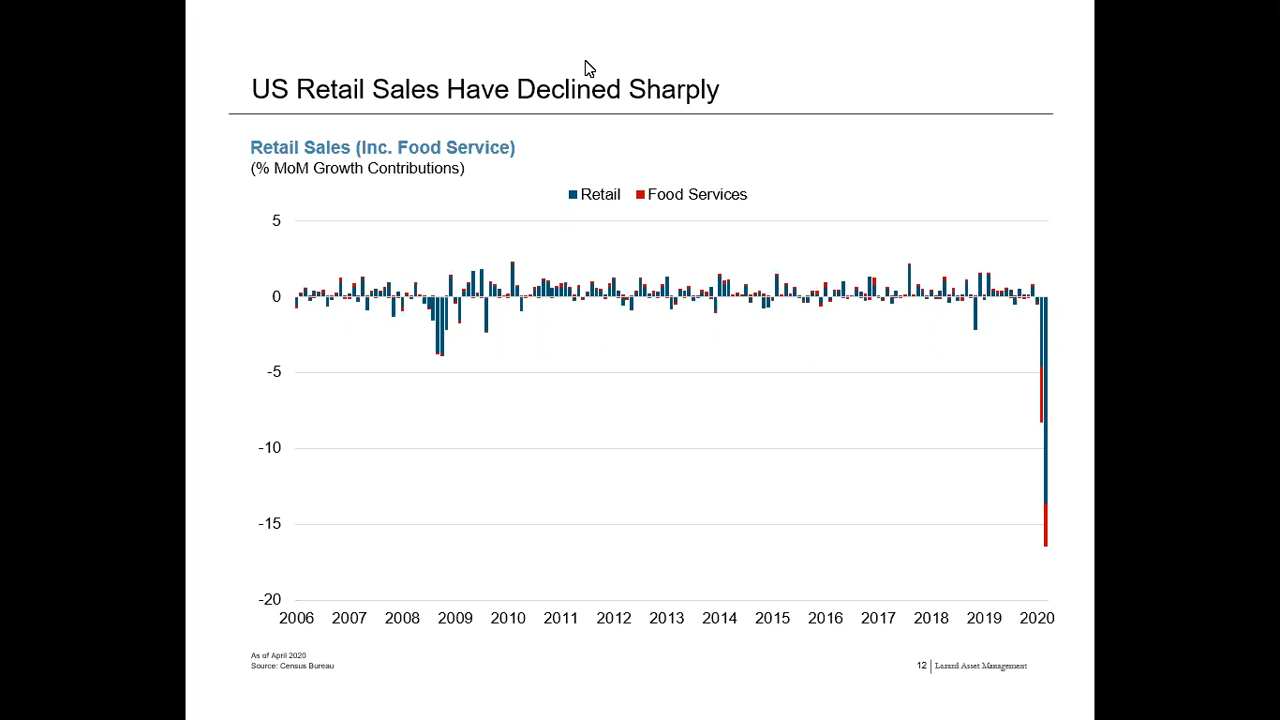 US Retail Sales Have Declined Sharply
Retail Sales (Inc. Food Service)
(% MoM Growth Contributions)
Retail Food Services
5
0
-5
-10
-15
-20
2006 2007 2008 2009 2010 2011 2012 2013 2014 2015 2016 2017 2018 2019 2020
As of April 2020
Source: Census Bureau
12 | Lazard Asset Management